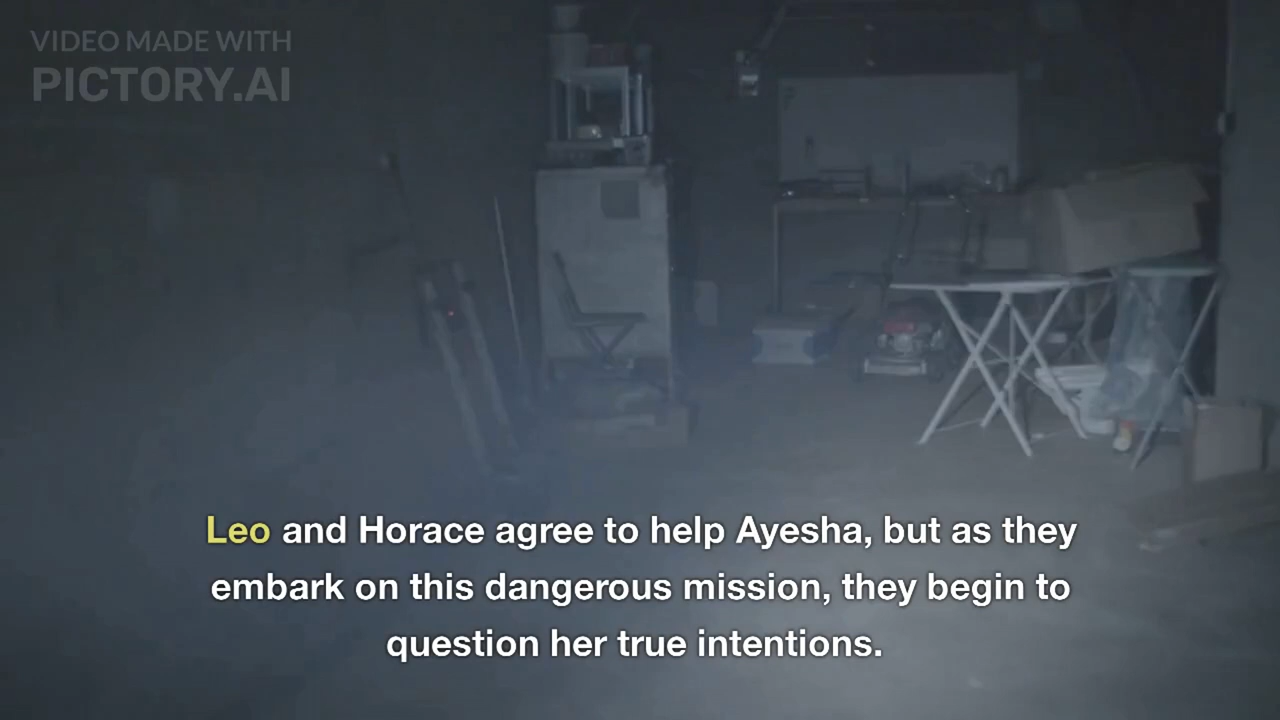 VIDEO MADE WITH
PICTORY.AI
Leo and Horace agree to help Ayesha, but as they
embark on this dangerous mission, they begin to
question her true intentions.